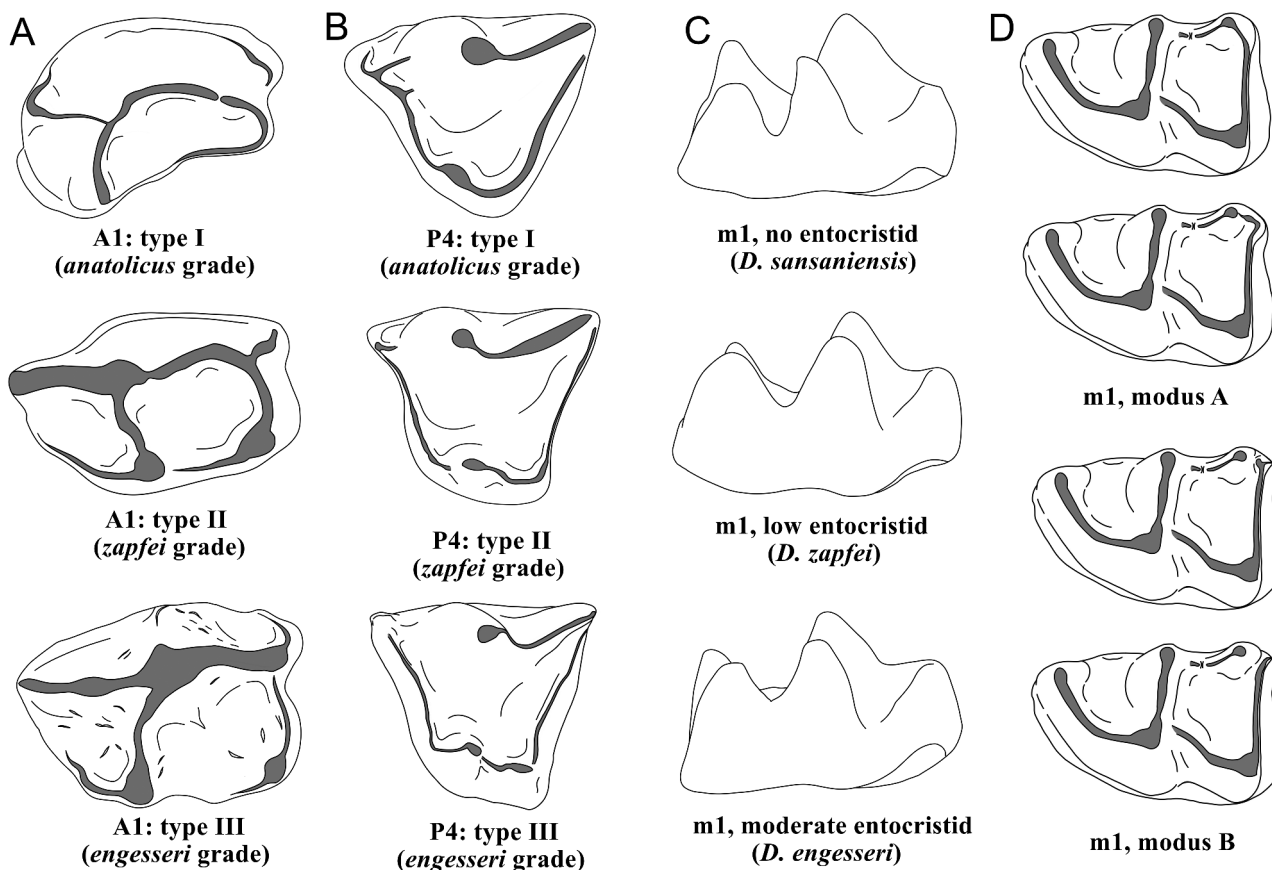 A
B
C
D
A1: type I
(anatolicus grade)
P4: type I
(anatolicus grade)
m1, no entocristid
(D. sansaniensis)
m1, modus A
A1: type II
(zapfei grade)
P4: type II
(zapfei grade)
m1, low entocristid
(D. zapfei)
A1: type III
(engesseri grade)
P4: type III
(engesseri grade)
m1, moderate entocristid
(D. engesseri)
m1, modus B